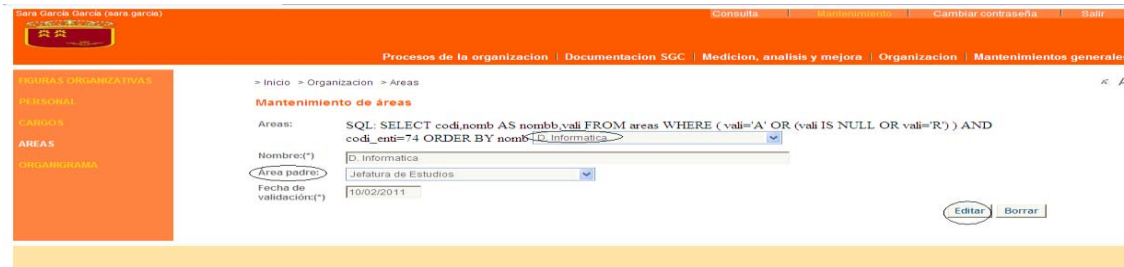 Sara García García (sara.garcia)
Consulta | Mantenimiento | Cambiar contraseña | Salir
Procesos de la organizacion | Documentacion SGC | Medicion, analisis y mejora | Organizacion | Mantenimientos generale
FIGURAS ORGANIZATIVAS
PERSONAL
CARGOS
AREAS
ORGANIGRAMA
> Inicio > Organizacion > Areas
Mantenimiento de áreas
Areas:
SQL: SELECT codi,nomb AS nombb,vali FROM areas WHERE ( vali='A' OR (vali IS NULL OR vali='R') ) AND
codi_enti=74 ORDER BY nomb D. Informatica
Nombre:(*) D. Informatica
Área padre: Jefatura de Estudios
Fecha de
validación:(*) 10/02/2011
Editar Borrar